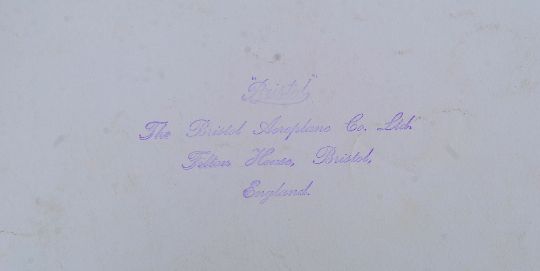 "Bristol"
The Bristol Aeroplane Co. Ltd.
Filton House, Bristol,
England.